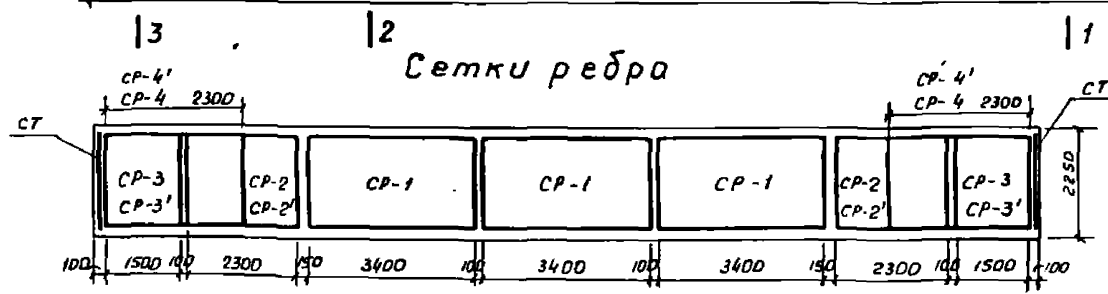 3 2 1
Сетки ребра
СР-4' СР-4'
СР-4 2300 СР-4 2300
СТ СТ
СР-3 СР-2 СР-1 СР-1 СР-1 СР-2 СР-3
СР-3' СР-2' СР-2' СР-3'
2250
100 1500 100 2300 150 3400 100 3400 100 3400 150 2300 100 1500 100